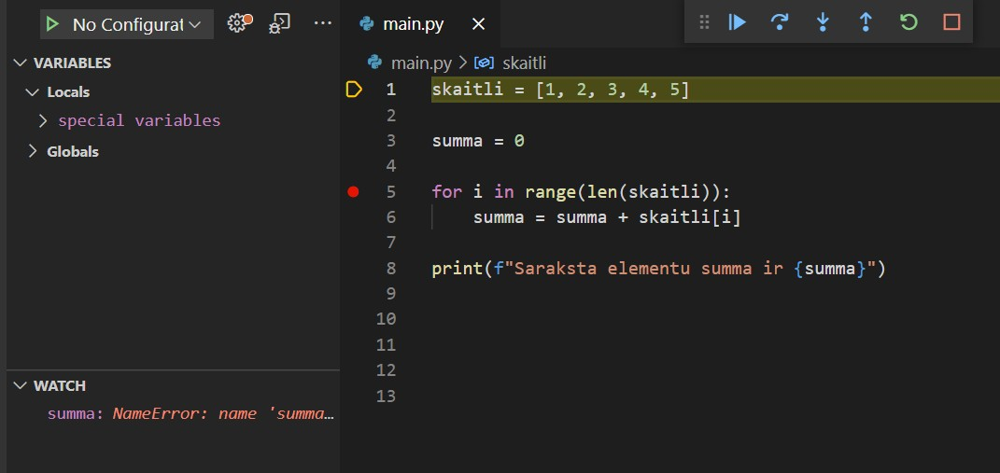 No Configurat
VARIABLES
Locals
special variables
Globals
WATCH
summa: NameError: name 'summa…
main.py
main.py > skaitli
1 skaitli = [1, 2, 3, 4, 5]
2
3 summa = 0
4
5 for i in range(len(skaitli)):
6     summa = summa + skaitli[i]
7
8 print(f"Saraksta elementu summa ir {summa}")
9
10
11
12
13